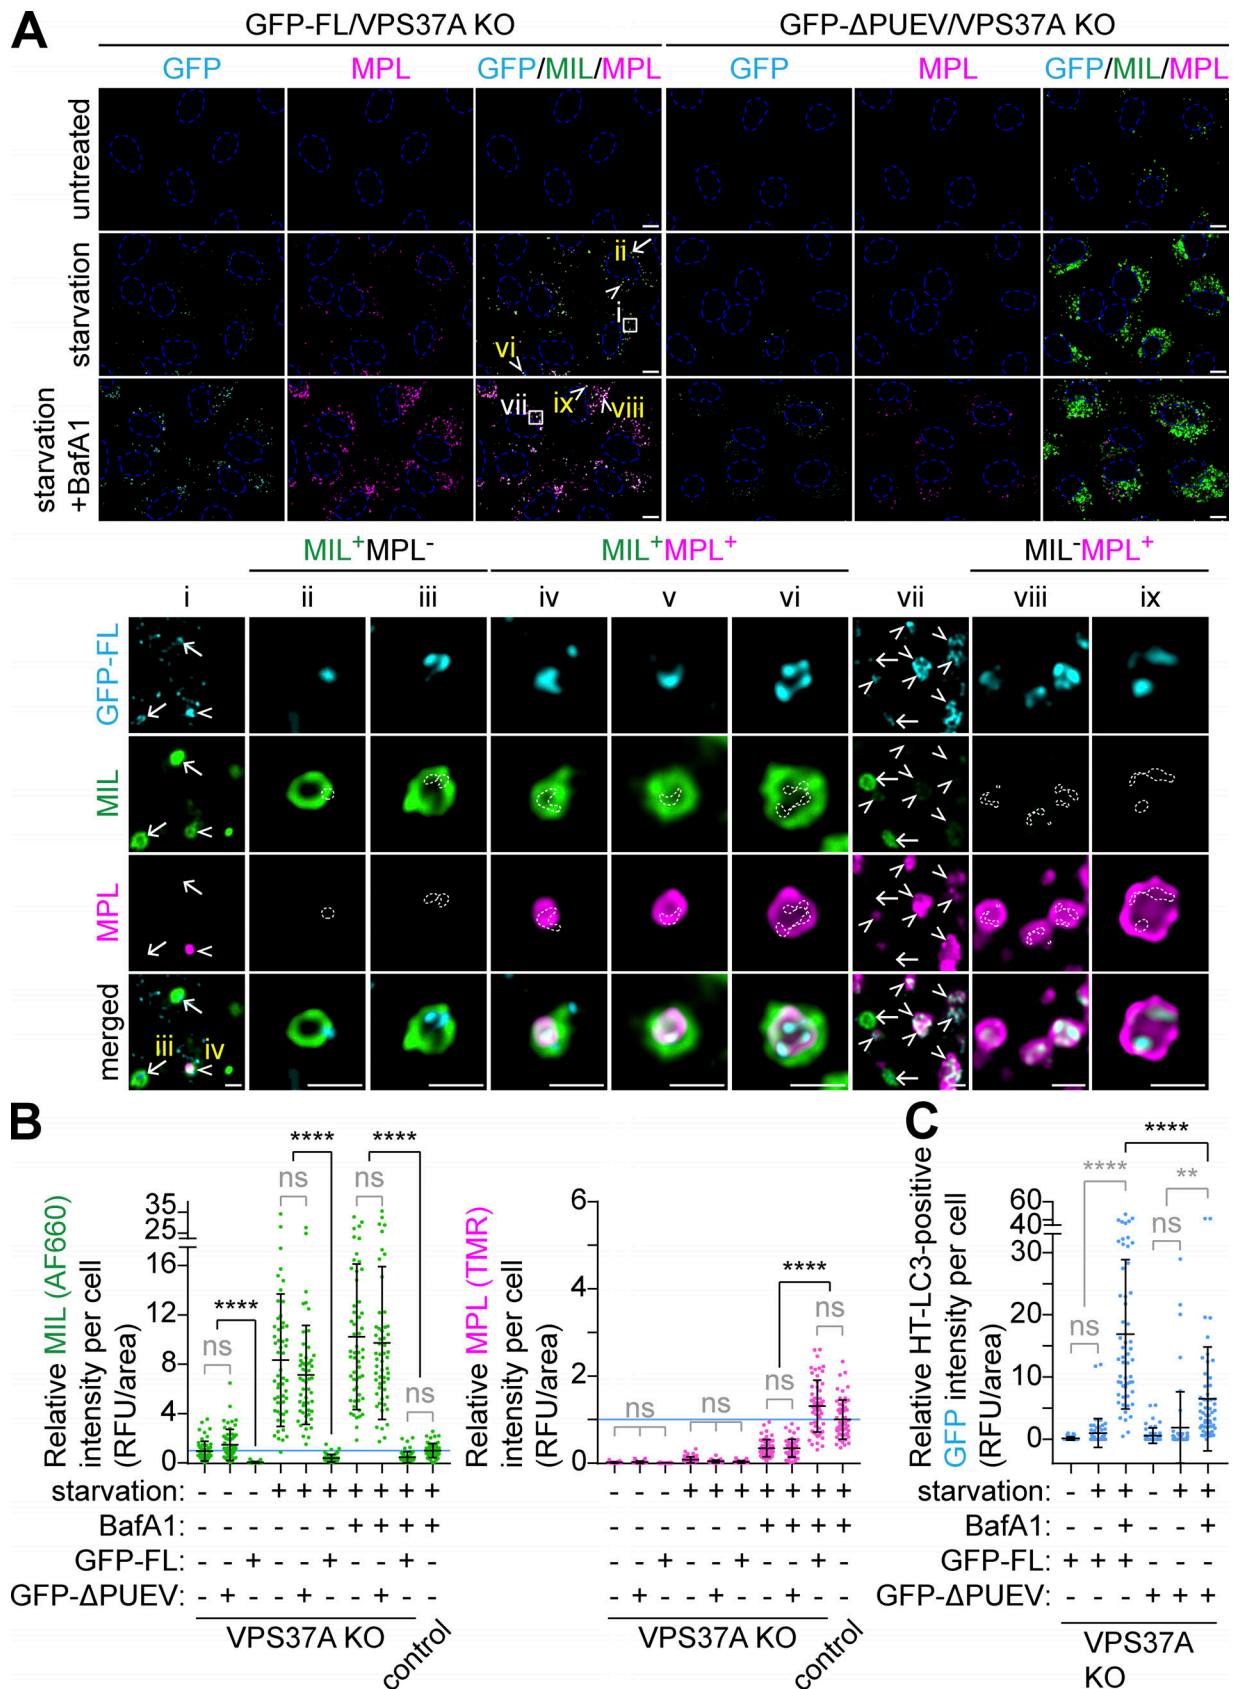 A
GFP-FL/VPS37A KO
GFP-ΔPUEV/VPS37A KO
GFP
MPL
GFP/MIL/MPL
GFP
MPL
GFP/MIL/MPL
untreated
starvation
ii
i
vi
starvation
+BafA1
vii
ix
viii
MIL+MPL-
MIL+MPL+
MIL-MPL+
i
ii
iii
iv
v
vi
vii
viii
ix
GFP-FL
MIL
MPL
merged
iii
iv
B
Relative MIL (AF660)
intensity per cell
(RFU/area)
35
25
16
12
8
4
0
ns
****
ns
****
ns
****
ns
starvation: - - - + + + + + + +
BafA1: - - - - - - + + + +
GFP-FL: - - + - - + - - + -
GFP-ΔPUEV: - + - - + - - + - -
VPS37A KO
control
Relative MPL (TMR)
intensity per cell
(RFU/area)
6
4
2
0
ns
ns
ns
****
ns
- - - + + + + + + +
- - - - - - + + + +
- - + - - + - - + -
- + - - + - - + - -
VPS37A KO
control
C
Relative HT-LC3-positive
GFP intensity per cell
(RFU/area)
60
40
30
20
10
0
ns
****
ns
**
****
starvation: - + + - + +
BafA1: - - + - - +
GFP-FL: + + + - - -
GFP-ΔPUEV: - - - + + +
VPS37A
KO